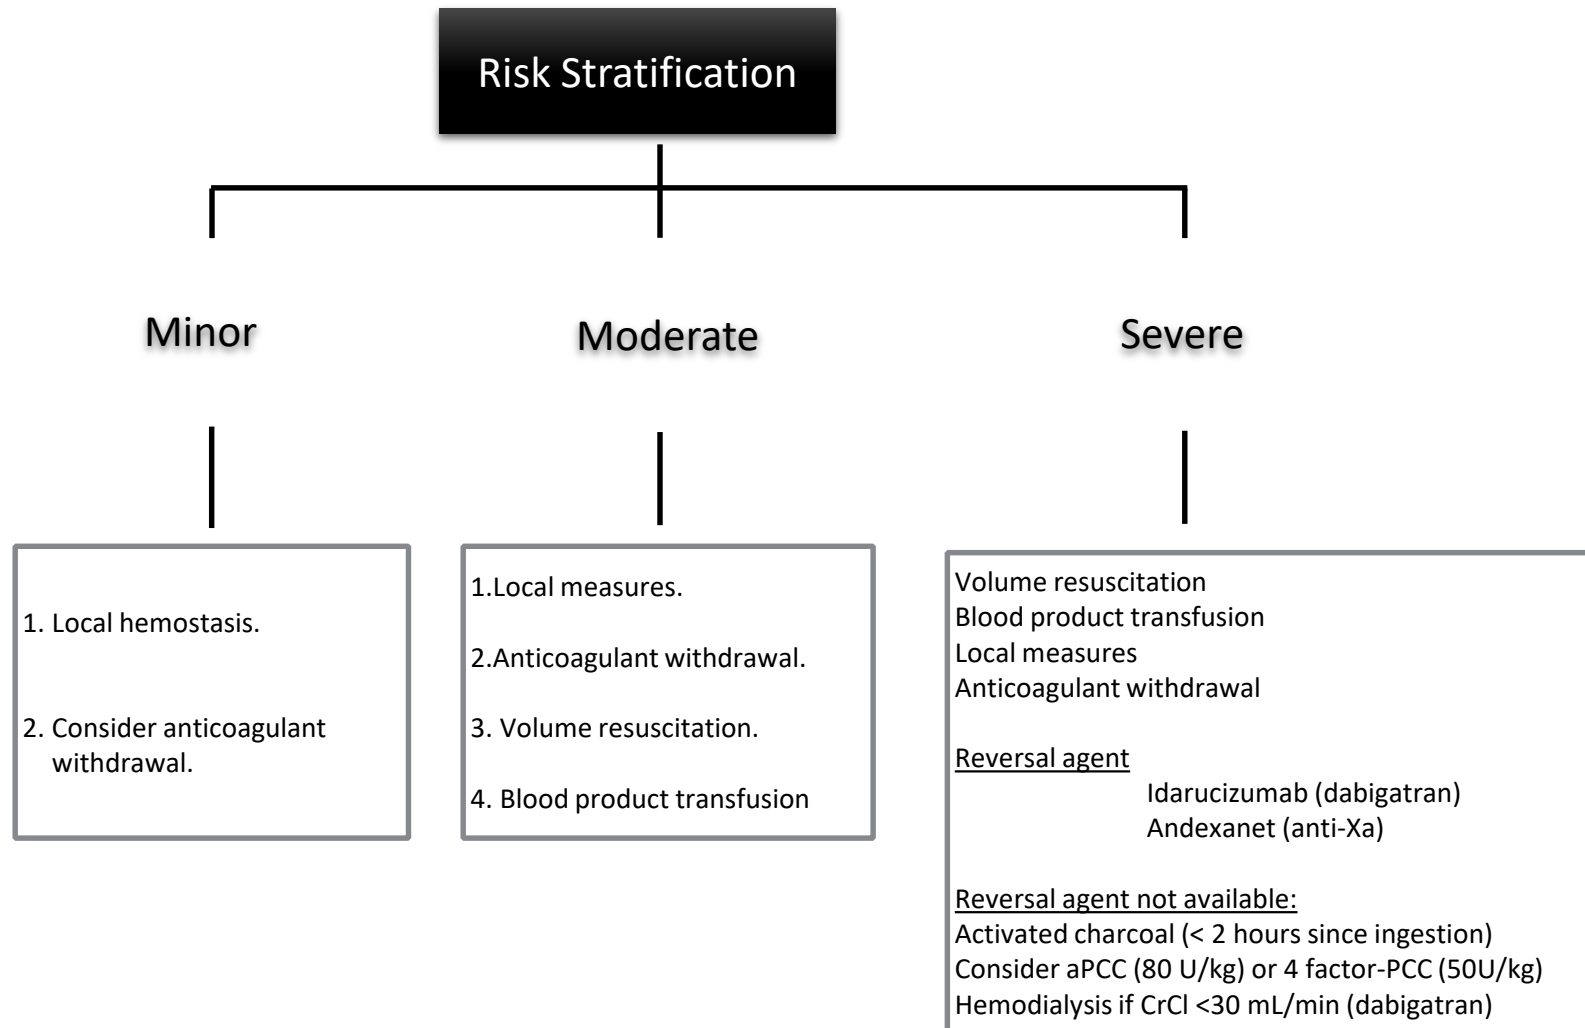 Risk Stratification
Minor
Moderate
Severe
1. Local hemostasis.
2. Consider anticoagulant
withdrawal.
1.Local measures.
2.Anticoagulant withdrawal.
3. Volume resuscitation.
4. Blood product transfusion
Volume resuscitation
Blood product transfusion
Local measures
Anticoagulant withdrawal
Reversal agent
Idarucizumab (dabigatran)
Andexanet (anti-Xa)
Reversal agent not available:
Activated charcoal (< 2 hours since ingestion)
Consider aPCC (80 U/kg) or 4 factor-PCC (50U/kg)
Hemodialysis if CrCl <30 mL/min (dabigatran)